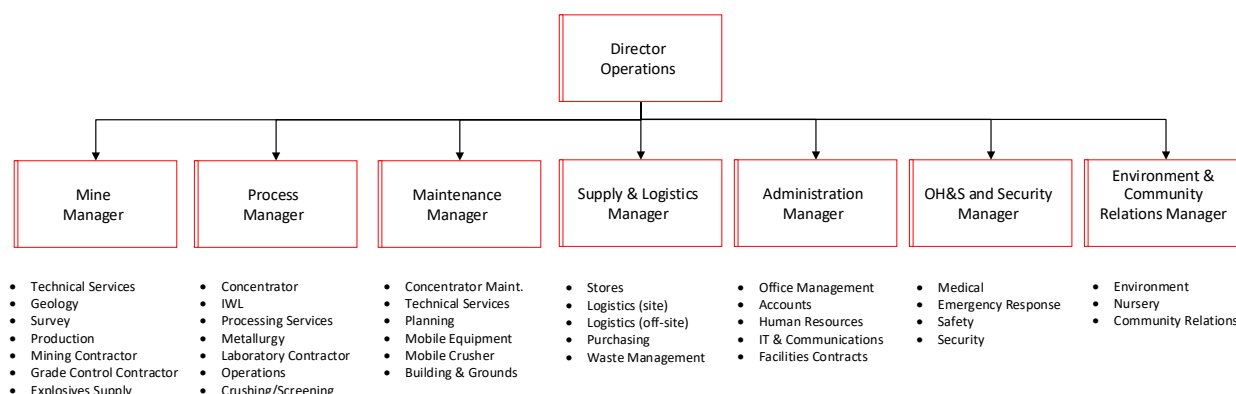 Director
Operations
Mine
Manager
Process
Manager
Maintenance
Manager
Supply & Logistics
Manager
Administration
Manager
OH&S and Security
Manager
Environment &
Community
Relations Manager
• Technical Services
• Geology
• Survey
• Production
• Mining Contractor
• Grade Control Contractor
• Explosives Supply
• Concentrator
• IWL
• Processing Services
• Metallurgy
• Laboratory Contractor
• Operations
• Crushing/Screening
• Concentrator Maint.
• Technical Services
• Planning
• Mobile Equipment
• Mobile Crusher
• Building & Grounds
• Stores
• Logistics (site)
• Logistics (off-site)
• Purchasing
• Waste Management
• Office Management
• Accounts
• Human Resources
• IT & Communications
• Facilities Contracts
• Medical
• Emergency Response
• Safety
• Security
• Environment
• Nursery
• Community Relations